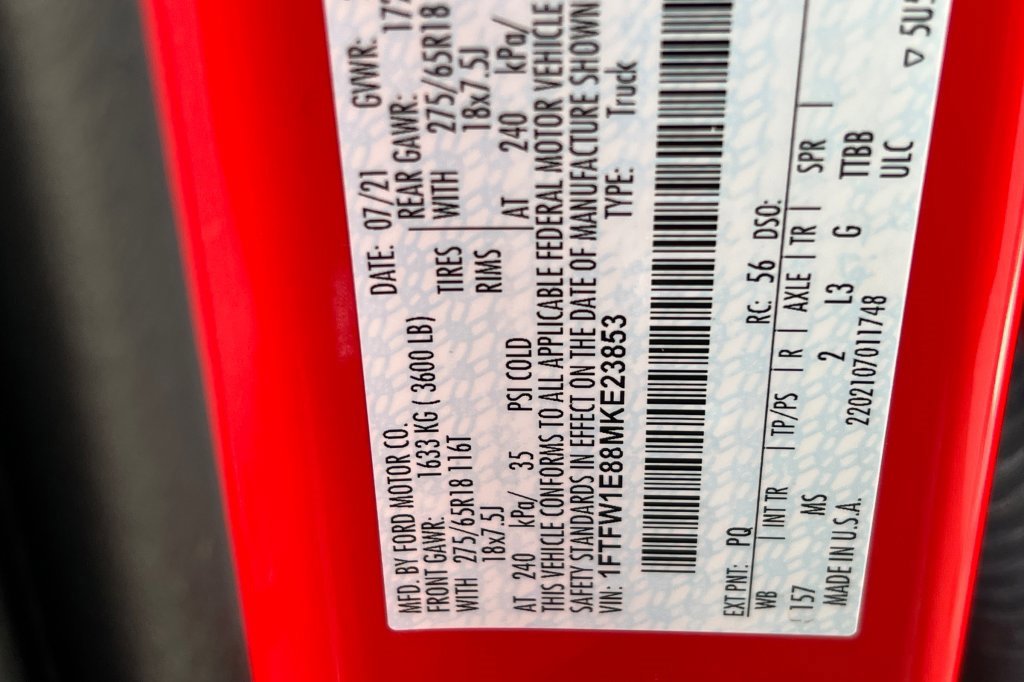 MFD. BY FORD MOTOR CO. DATE: 07/21 GVWR:
FRONT GAWR: 1633 KG ( 3600 LB) REAR GAWR: 172
WITH 275/65R18 116T TIRES WITH 275/65R18
18x7.5J RIMS 18x7.5J
AT 240 kPa/ 35 PSI COLD AT 240 kPa/
THIS VEHICLE CONFORMS TO ALL APPLICABLE FEDERAL MOTOR VEHICLE
SAFETY STANDARDS IN EFFECT ON THE DATE OF MANUFACTURE SHOWN
VIN: 1FTFW1E88MKE23853 TYPE: Truck
EXT PNT: PQ RC: 56 DSO:
WB | INT TR | TP/PS | R | AXLE | TR | SPR |
157 MS 2 L3 G TTBB
MADE IN U.S.A. 2202107011748 ULC
▽ 5U5